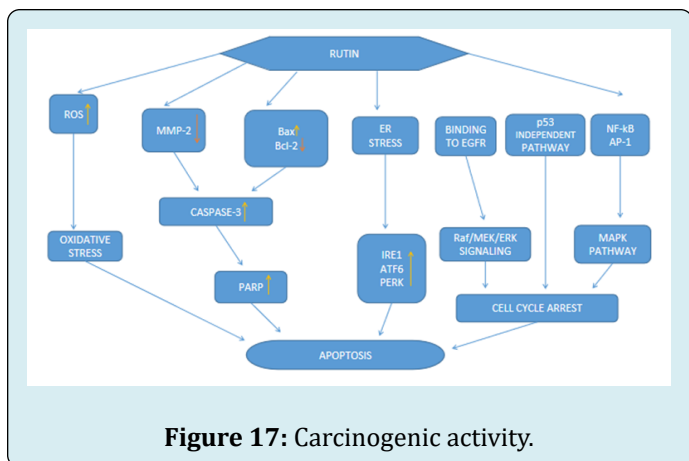 RUTIN
ROS
MMP-2
Bax
Bcl-2
ER
STRESS
BINDING
TO EGFR
p53
INDEPENDENT
PATHWAY
NF-kB
AP-1
CASPASE-3
OXIDATIVE
STRESS
PARP
IRE1
ATF6
PERK
Raf/MEK/ERK
SIGNALING
MAPK
PATHWAY
CELL CYCLE ARREST
APOPTOSIS
Figure 17: Carcinogenic activity.